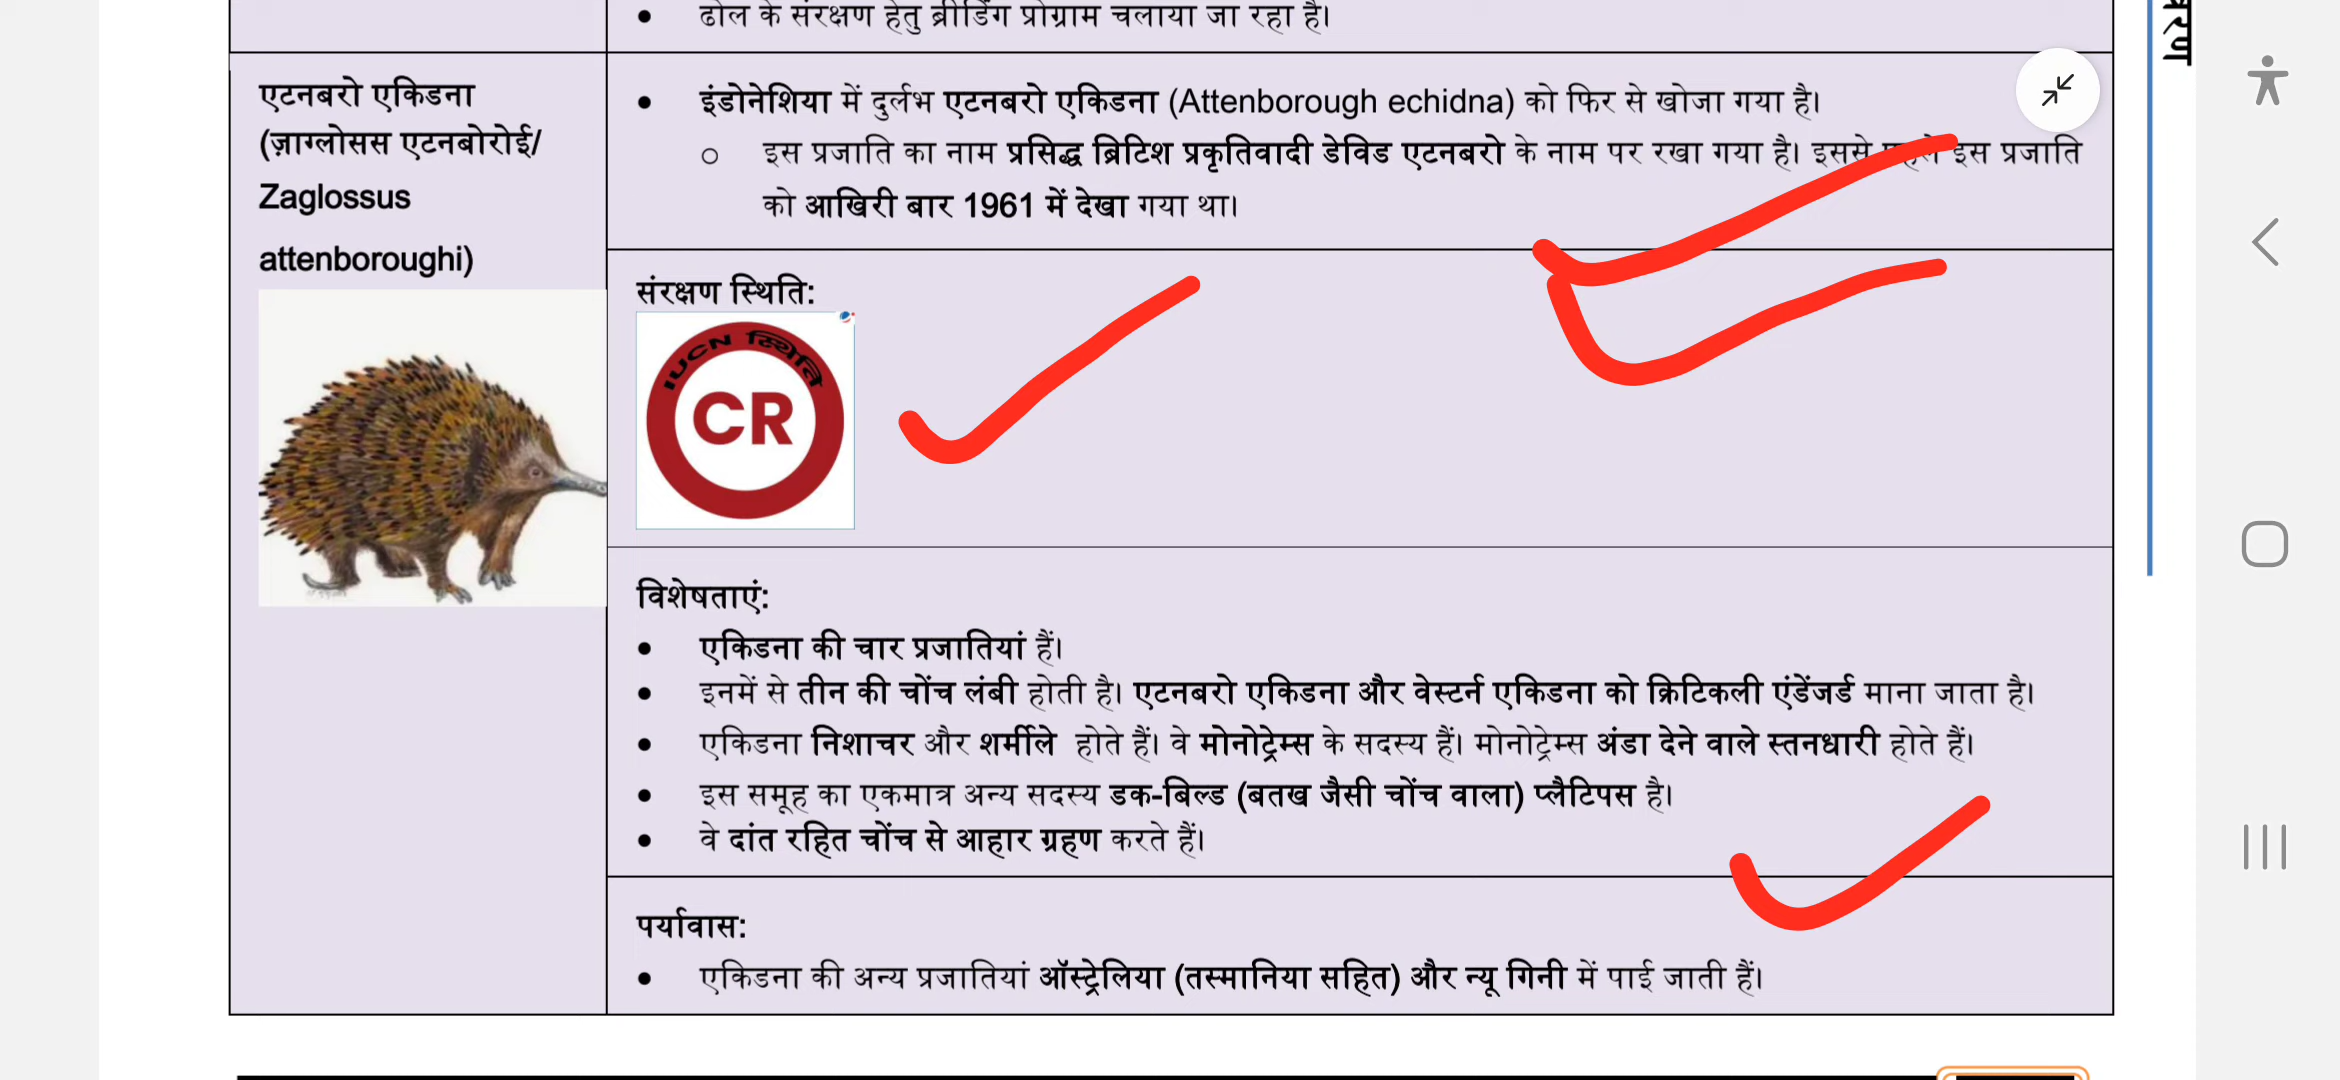 ढोल के संरक्षण हेतु ब्रीडिंग प्रोग्राम चलाया जा रहा है।
एटनबरो एकिडना
(ज़ाग्लोसस एटनबोरोई/
Zaglossus
attenboroughi)
इंडोनेशिया में दुर्लभ एटनबरो एकिडना (Attenborough echidna) को फिर से खोजा गया है।
इस प्रजाति का नाम प्रसिद्ध ब्रिटिश प्रकृतिवादी डेविड एटनबरो के नाम पर रखा गया है। इससे पहले इस प्रजाति
को आखिरी बार 1961 में देखा गया था।
संरक्षण स्थिति:
IUCN स्थिति
CR
विशेषताएं:
एकिडना की चार प्रजातियां हैं।
इनमें से तीन की चोंच लंबी होती है। एटनबरो एकिडना और वेस्टर्न एकिडना को क्रिटिकली एंडेंजर्ड माना जाता है।
एकिडना निशाचर और शर्मीले होते हैं। वे मोनोट्रेम्स के सदस्य हैं। मोनोट्रेम्स अंडा देने वाले स्तनधारी होते हैं।
इस समूह का एकमात्र अन्य सदस्य डक-बिल्ड (बतख जैसी चोंच वाला) प्लैटिपस है।
वे दांत रहित चोंच से आहार ग्रहण करते हैं।
पर्यावास:
एकिडना की अन्य प्रजातियां ऑस्ट्रेलिया (तस्मानिया सहित) और न्यू गिनी में पाई जाती हैं।